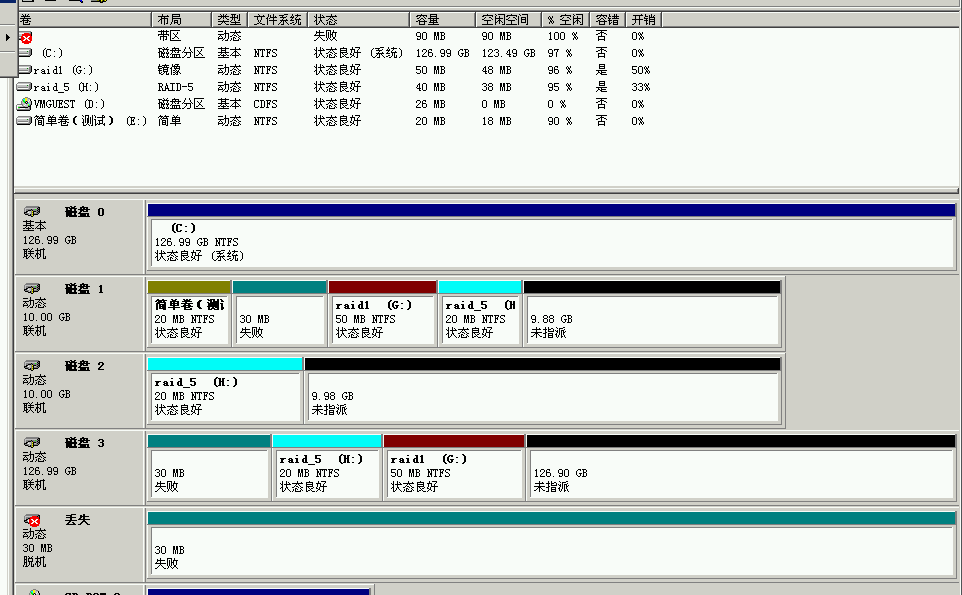 卷 布局 类型 文件系统 状态 容量 空闲空间 % 空闲 容错 开销
带区 动态 失败 90 MB 90 MB 100 % 否 0%
(C:) 磁盘分区 基本 NTFS 状态良好 (系统) 126.99 GB 123.49 GB 97 % 否 0%
raid1 (G:) 镜像 动态 NTFS 状态良好 50 MB 48 MB 96 % 是 50%
raid_5 (H:) RAID-5 动态 NTFS 状态良好 40 MB 38 MB 95 % 是 33%
VMGUEST (D:) 磁盘分区 基本 CDFS 状态良好 26 MB 0 MB 0 % 否 0%
简单卷(测试) (E:) 简单 动态 NTFS 状态良好 20 MB 18 MB 90 % 否 0%
磁盘 0
基本
126.99 GB
联机
(C:)
126.99 GB NTFS
状态良好 (系统)
磁盘 1
动态
10.00 GB
联机
简单卷(测试
20 MB NTFS
状态良好
30 MB
失败
raid1 (G:)
50 MB NTFS
状态良好
raid_5 (H
20 MB NTFS
状态良好
9.88 GB
未指派
磁盘 2
动态
10.00 GB
联机
raid_5 (H:)
20 MB NTFS
状态良好
9.98 GB
未指派
磁盘 3
动态
126.99 GB
联机
30 MB
失败
raid_5 (H:)
20 MB NTFS
状态良好
raid1 (G:)
50 MB NTFS
状态良好
126.90 GB
未指派
丢失
动态
30 MB
脱机
30 MB
失败